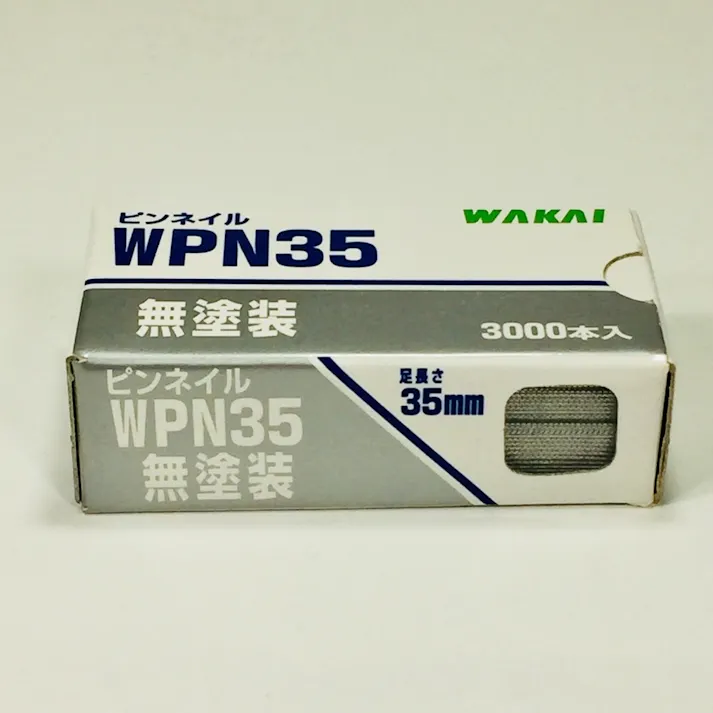 ピンネイル
WPN35
WAKAI
無塗装
3000本入
ピンネイル
WPN35
無塗装
足長さ
35mm